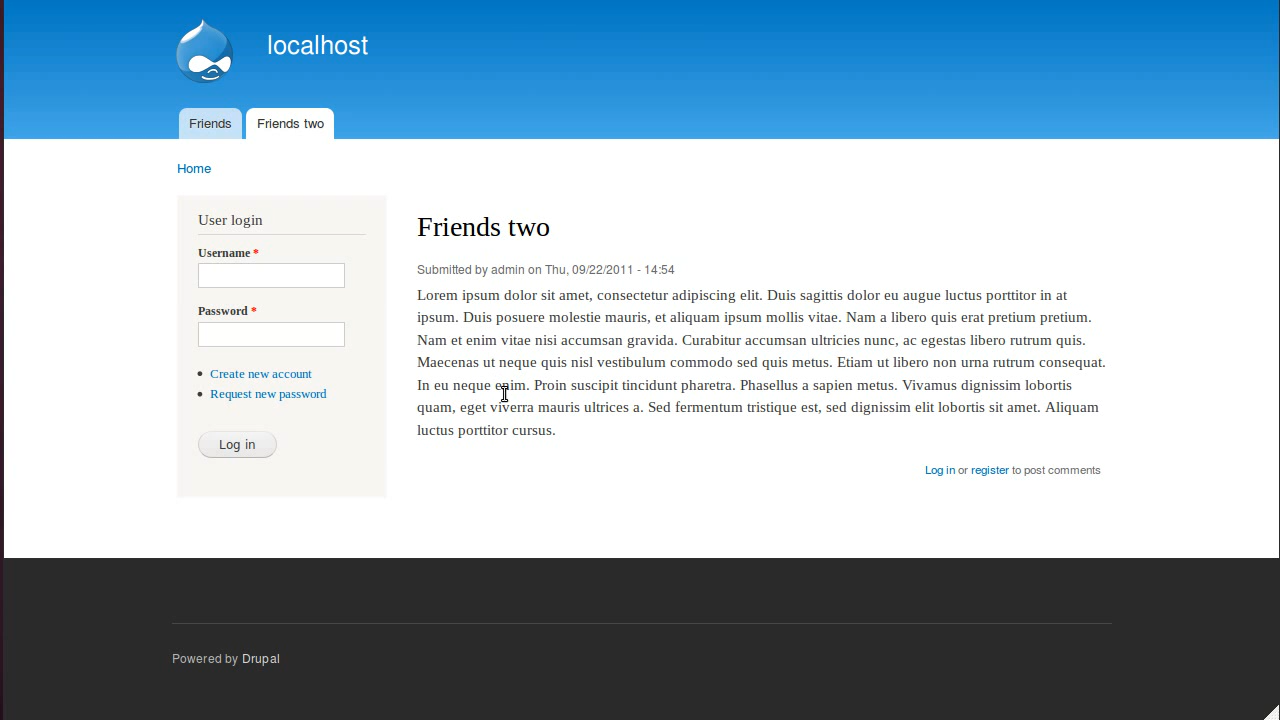 localhost
Friends
Friends two
Home
User login
Username *
Password *
Create new account
Request new password
Log in
Friends two
Submitted by admin on Thu, 09/22/2011 - 14:54
Lorem ipsum dolor sit amet, consectetur adipiscing elit. Duis sagittis dolor eu augue luctus porttitor in at
ipsum. Duis posuere molestie mauris, et aliquam ipsum mollis vitae. Nam a libero quis erat pretium pretium.
Nam et enim vitae nisi accumsan gravida. Curabitur accumsan ultricies nunc, ac egestas libero rutrum quis.
Maecenas ut neque quis nisl vestibulum commodo sed quis metus. Etiam ut libero non urna rutrum consequat.
In eu neque enim. Proin suscipit tincidunt pharetra. Phasellus a sapien metus. Vivamus dignissim lobortis
quam, eget viverra mauris ultrices a. Sed fermentum tristique est, sed dignissim elit lobortis sit amet. Aliquam
luctus porttitor cursus.
Log in or register to post comments
Powered by Drupal